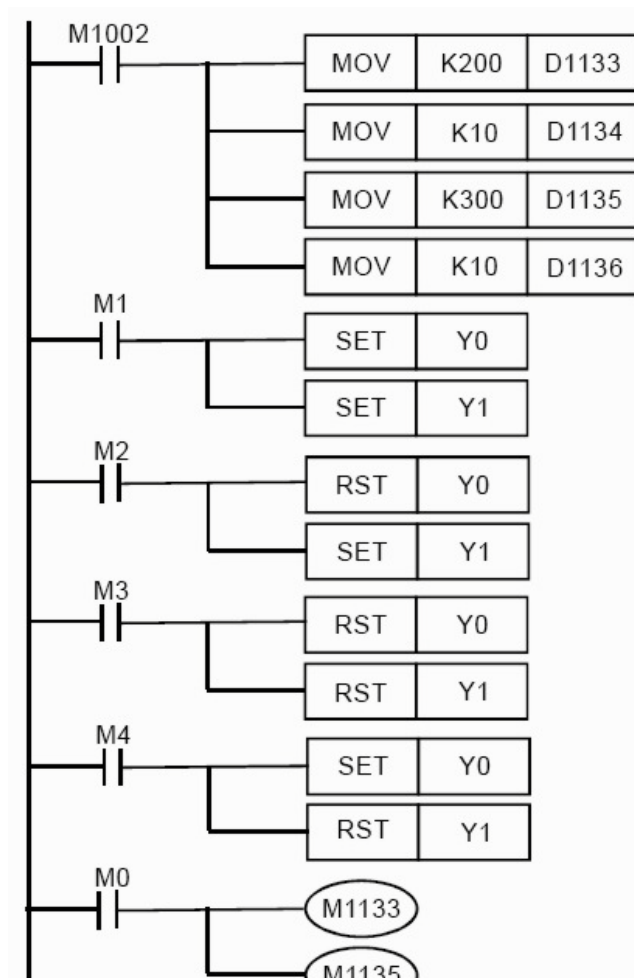 M1002
MOV K200 D1133
MOV K10 D1134
MOV K300 D1135
MOV K10 D1136
M1
SET Y0
SET Y1
M2
RST Y0
SET Y1
M3
RST Y0
RST Y1
M4
SET Y0
RST Y1
M0
M1133
M1135